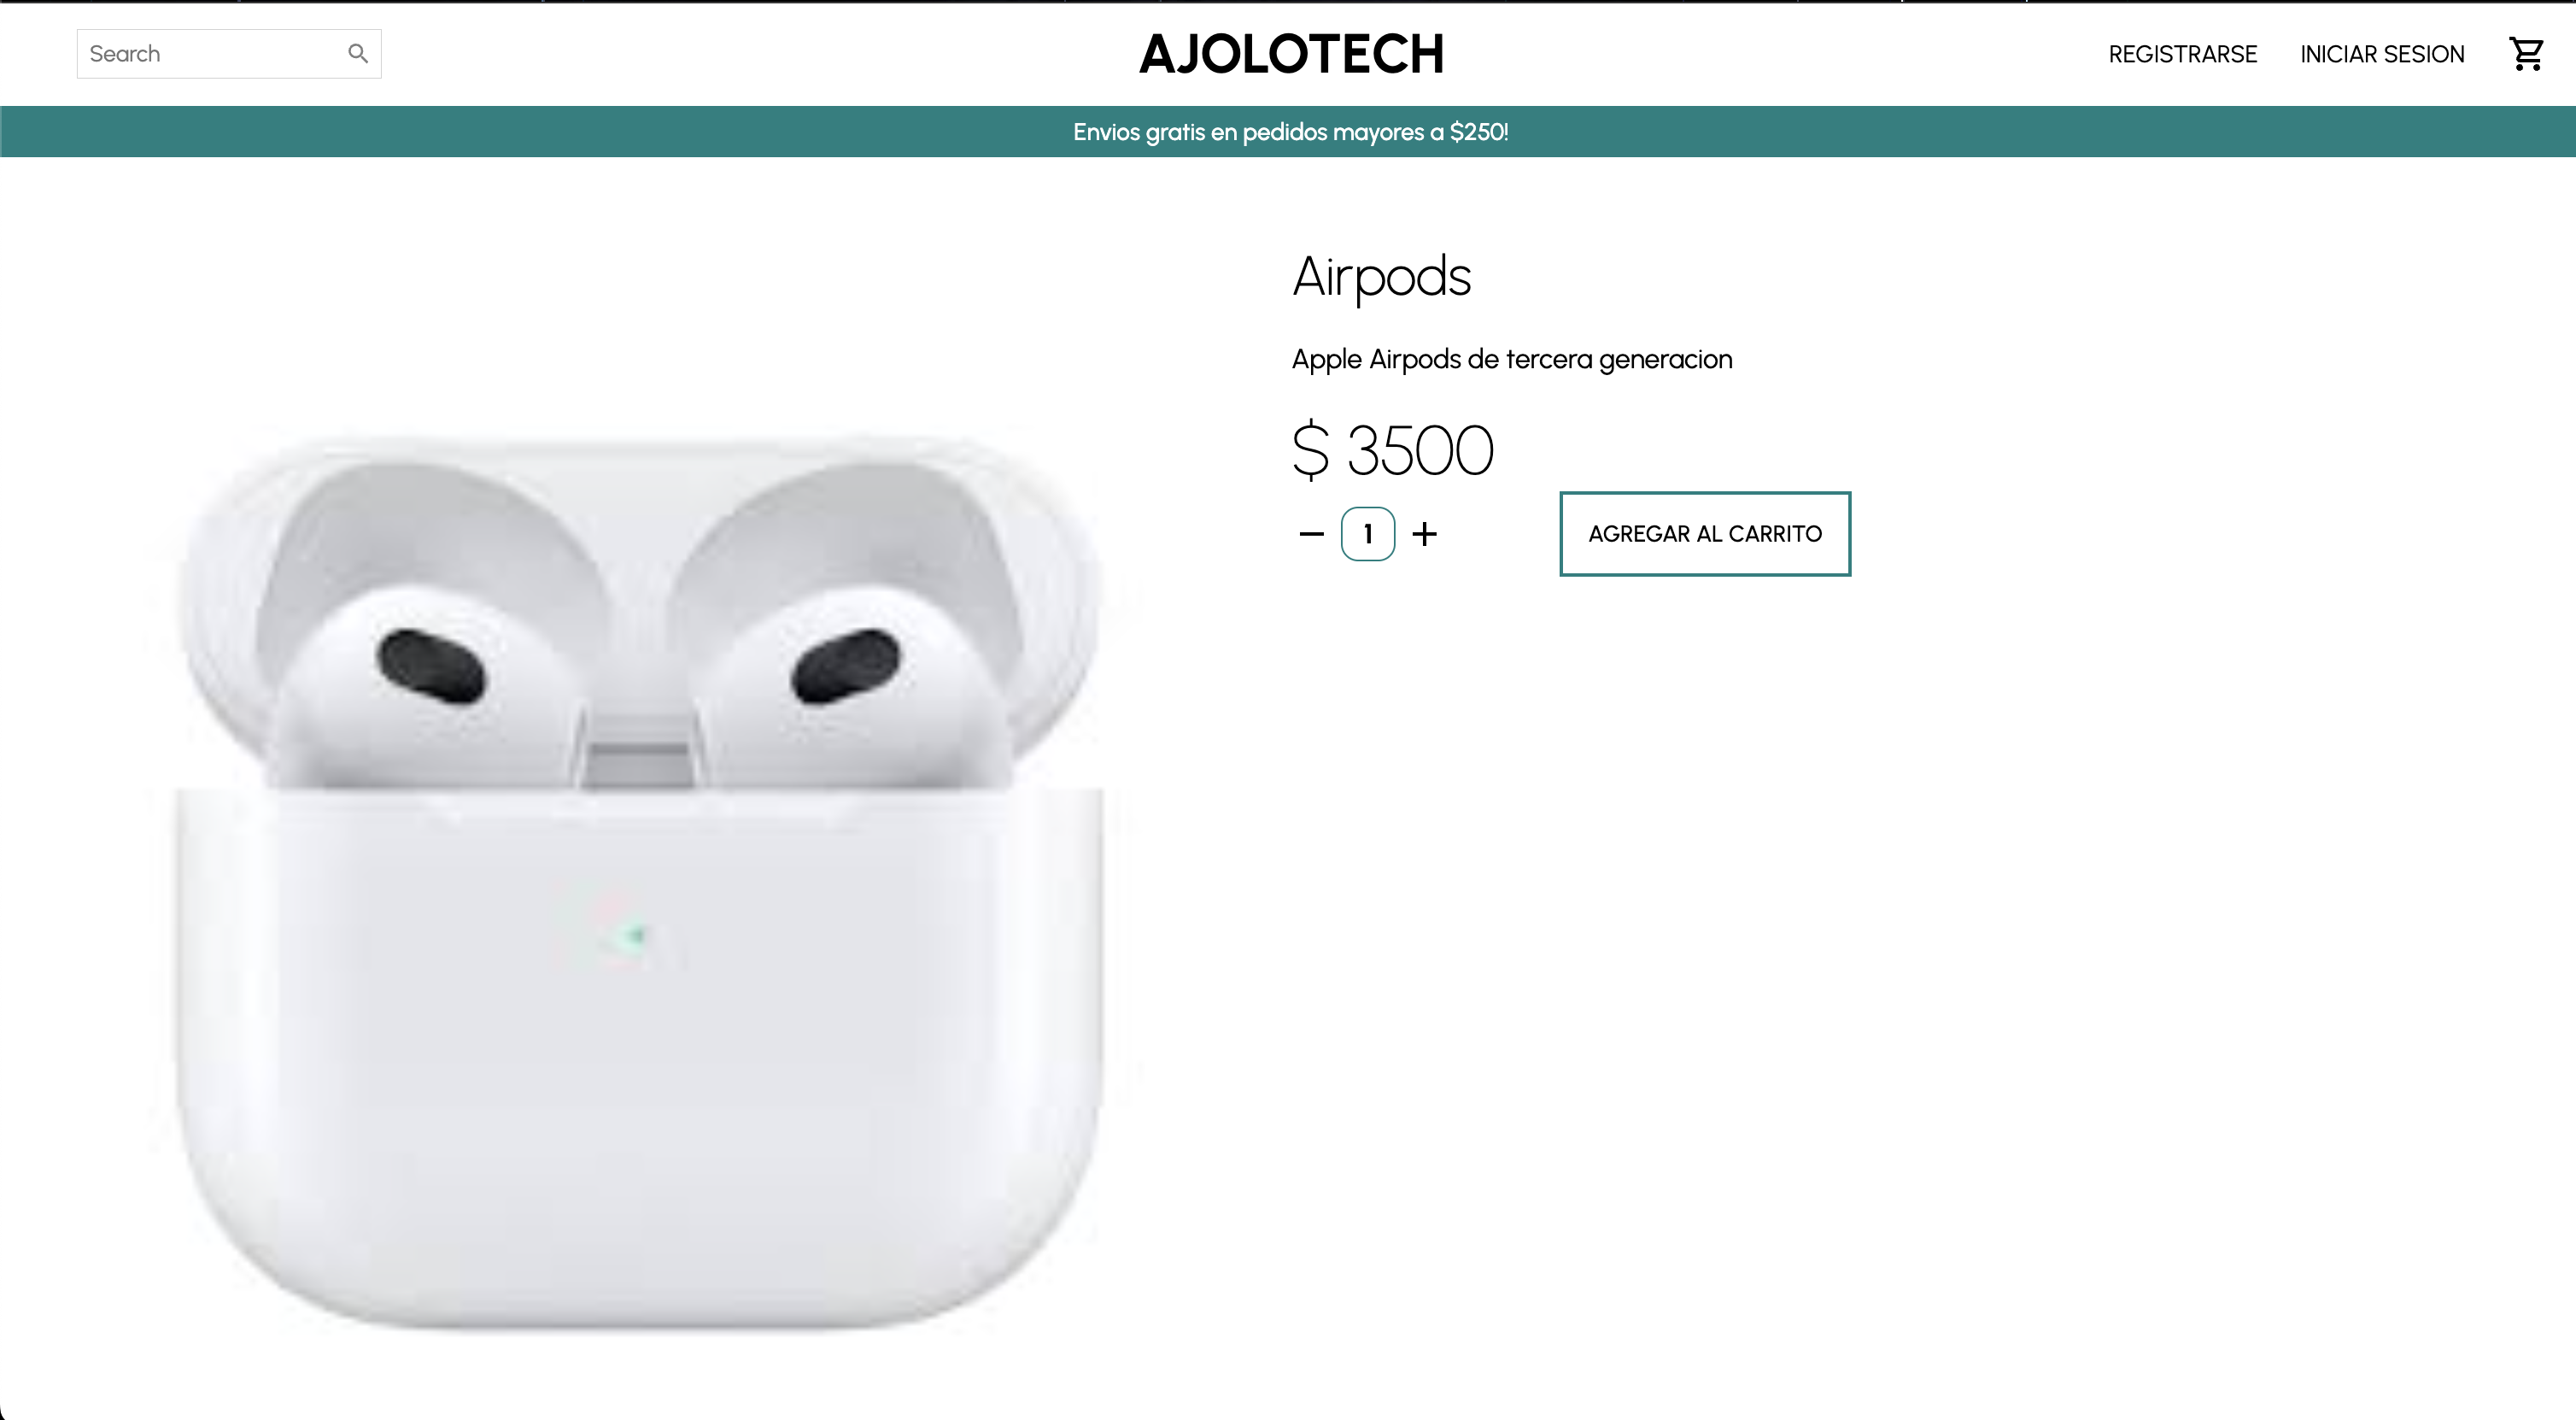 Search
AJOLOTECH
REGISTRARSE
INICIAR SESION
Envios gratis en pedidos mayores a $250!
Airpods
Apple Airpods de tercera generacion
$ 3500
1
AGREGAR AL CARRITO